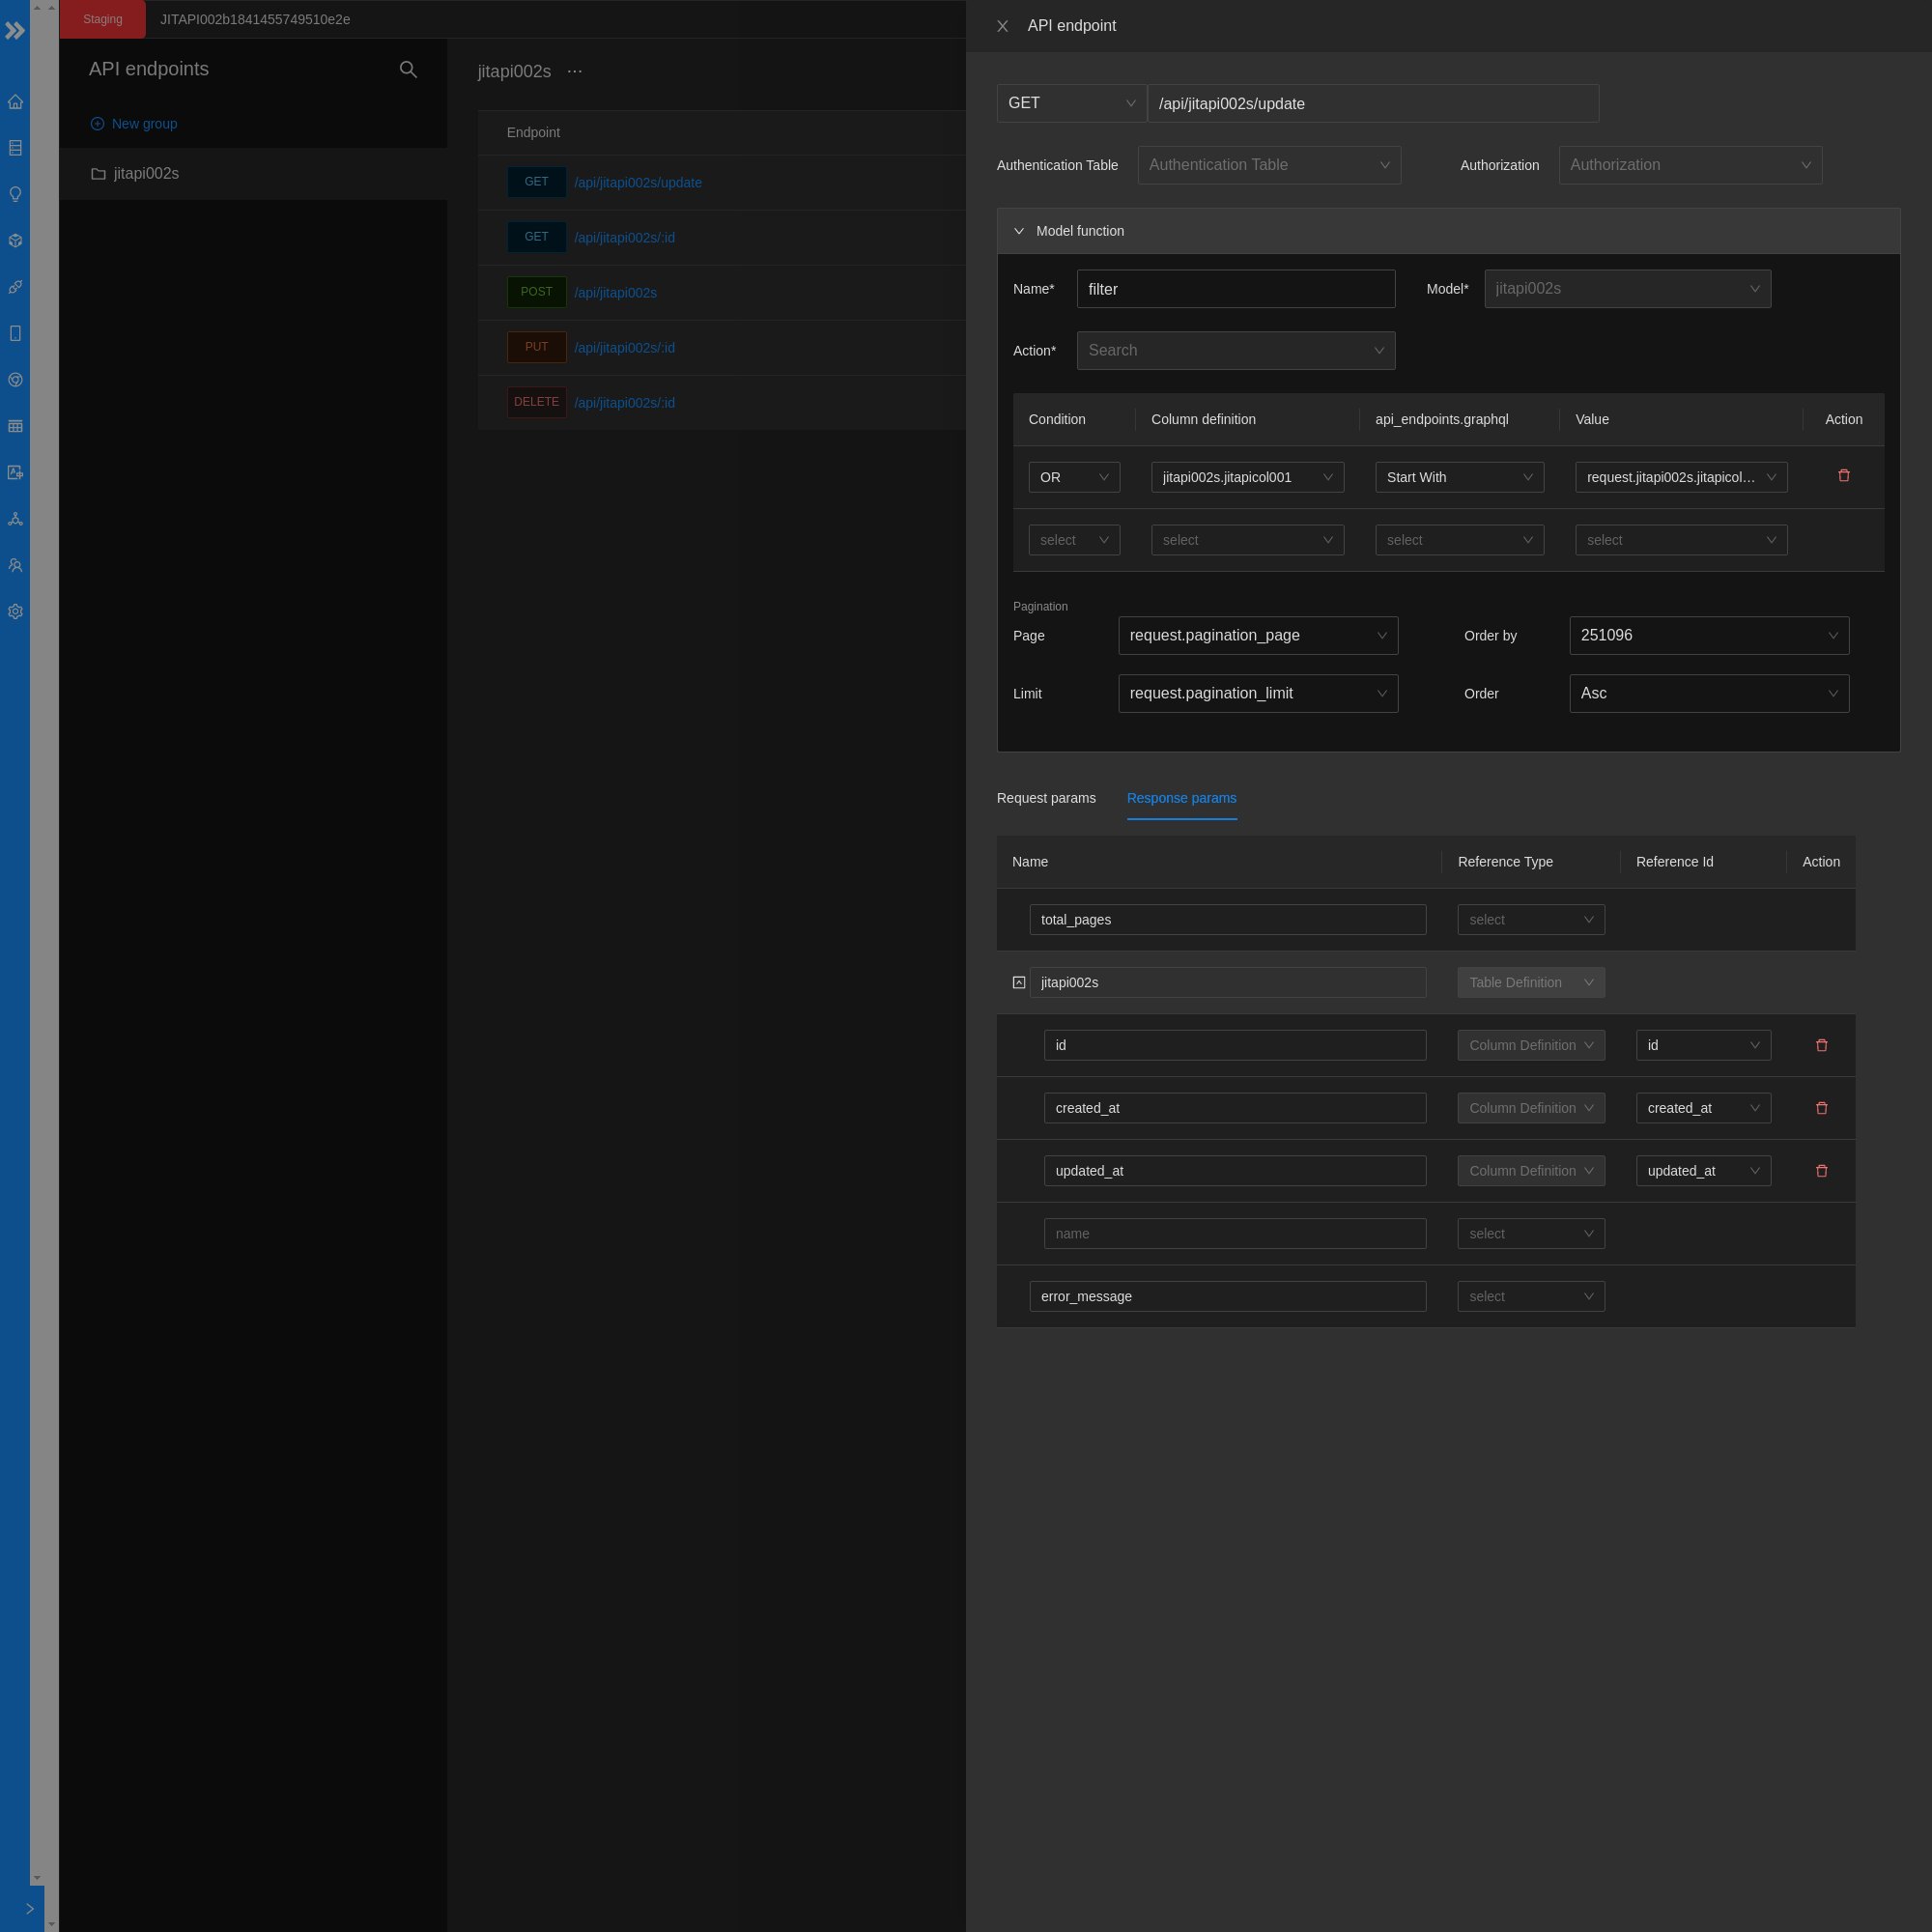 Staging
JITAPI002b1841455749510e2e
API endpoints
New group
jitapi002s
jitapi002s ···
Endpoint
GET /api/jitapi002s/update
GET /api/jitapi002s/:id
POST /api/jitapi002s
PUT /api/jitapi002s/:id
DELETE /api/jitapi002s/:id
API endpoint
GET /api/jitapi002s/update
Authentication Table Authentication Table Authorization Authorization
Model function
Name* filter Model* jitapi002s
Action* Search
Condition Column definition api_endpoints.graphql Value Action
OR jitapi002s.jitapicol001 Start With request.jitapi002s.jitapicol...
select select select select
Pagination
Page request.pagination_page Order by 251096
Limit request.pagination_limit Order Asc
Request params Response params
Name Reference Type Reference Id Action
total_pages select
jitapi002s Table Definition
id Column Definition id
created_at Column Definition created_at
updated_at Column Definition updated_at
name select
error_message select